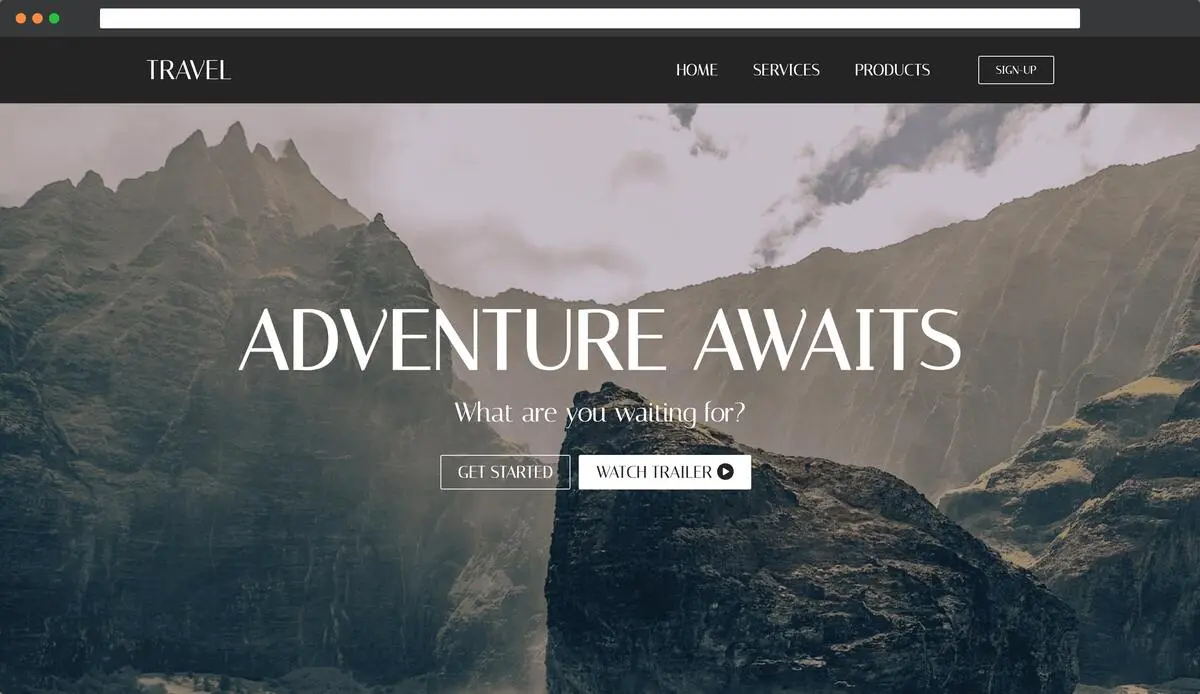 TRAVEL
HOME SERVICES PRODUCTS SIGN-UP
ADVENTURE AWAITS
What are you waiting for?
GET STARTED WATCH TRAILER